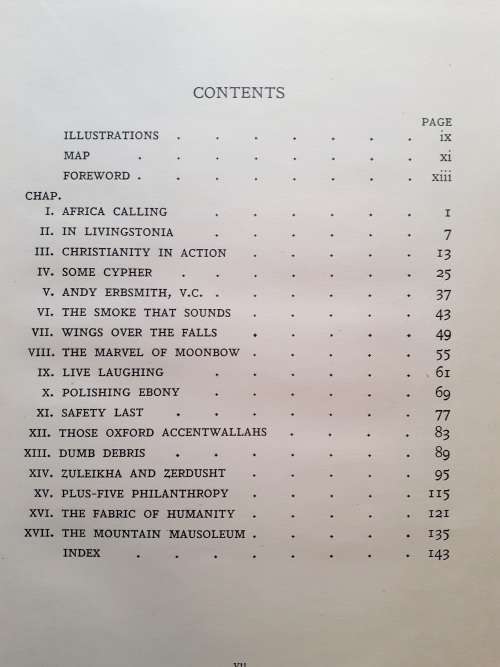 CONTENTS
PAGE
ILLUSTRATIONS . . . . . . . ix
MAP . . . . . . . . xi
FOREWORD . . . . . . . . xiii
CHAP.
I. AFRICA CALLING . . . . . . 1
II. IN LIVINGSTONIA . . . . . . 7
III. CHRISTIANITY IN ACTION . . . . . 13
IV. SOME CYPHER . . . . . . . 25
V. ANDY ERBSMITH, V.C. . . . . . . 37
VI. THE SMOKE THAT SOUNDS . . . . . 43
VII. WINGS OVER THE FALLS . . . . . 49
VIII. THE MARVEL OF MOONBOW . . . . . 55
IX. LIVE LAUGHING . . . . . . 61
X. POLISHING EBONY . . . . . . 69
XI. SAFETY LAST . . . . . . . 77
XII. THOSE OXFORD ACCENTWALLAHS . . . . 83
XIII. DUMB DEBRIS . . . . . . . 89
XIV. ZULEIKHA AND ZERDUSHT . . . . . 95
XV. PLUS-FIVE PHILANTHROPY . . . . . 115
XVI. THE FABRIC OF HUMANITY . . . . . 121
XVII. THE MOUNTAIN MAUSOLEUM . . . . . 135
INDEX . . . . . . . . 143
vii